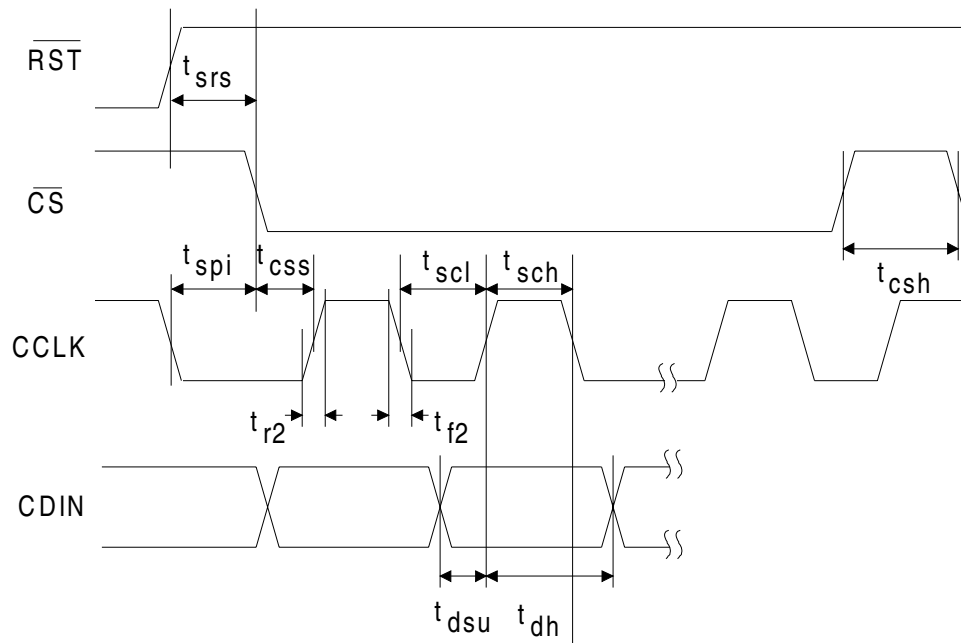 RST
t srs
CS
t spi
t css
t scl
t sch
t csh
CCLK
t r2
t f2
CDIN
t dsu
t dh